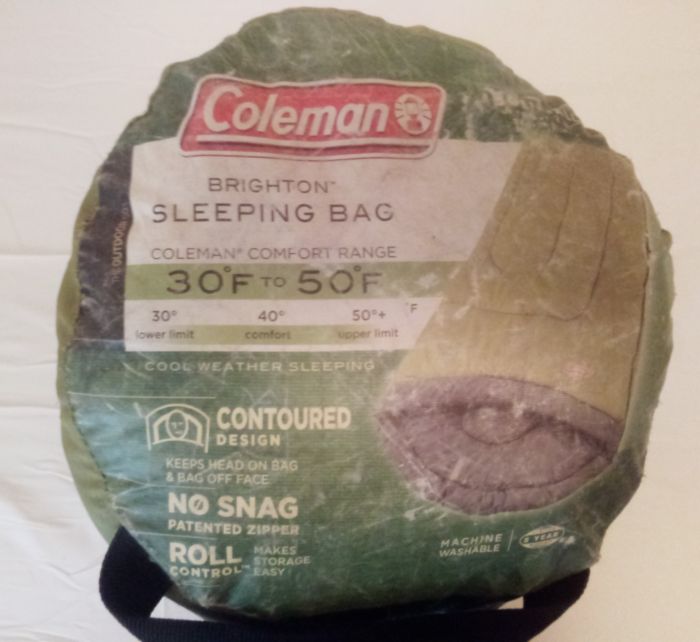 Coleman
BRIGHTON™
SLEEPING BAG
COLEMAN® COMFORT RANGE
30°F TO 50°F
30° 40° 50°+ °F
lower limit comfort upper limit
COOL WEATHER SLEEPING
CONTOURED
DESIGN
KEEPS HEAD ON BAG
& BAG OFF FACE
NO SNAG
PATENTED ZIPPER
ROLL
CONTROL™
MAKES
STORAGE
EASY
MACHINE
WASHABLE
5 YEAR